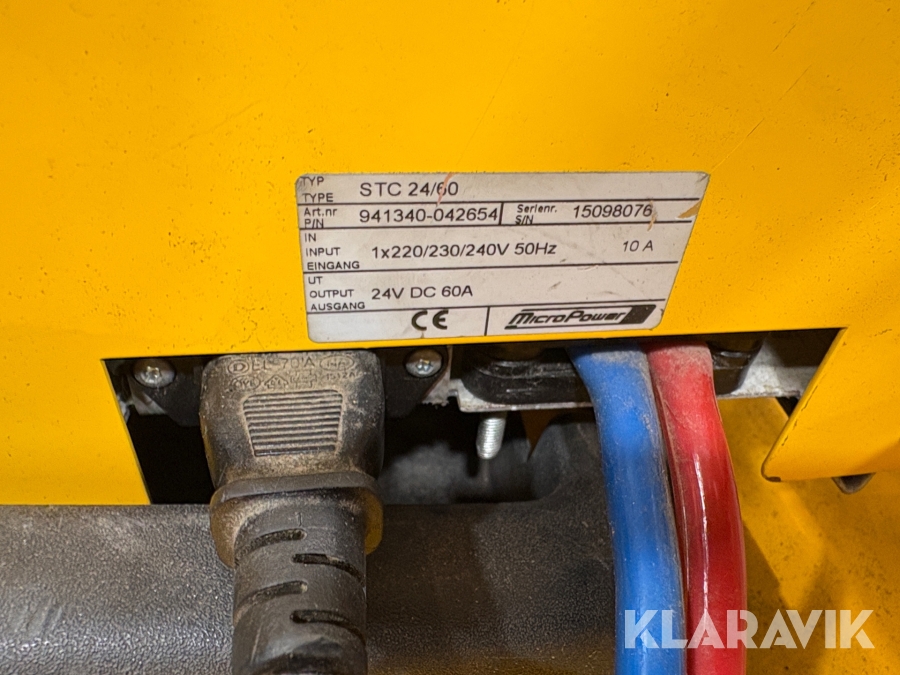 TYP
TYPE
STC 24/60
Art.nr
P/N
941340-042654
Serienr.
S/N
15098076
IN
INPUT
EINGANG
1x220/230/240V 50Hz
10 A
UT
OUTPUT
AUSGANG
24V DC 60A
CE
MicroPower
10 A
KLARAVIK